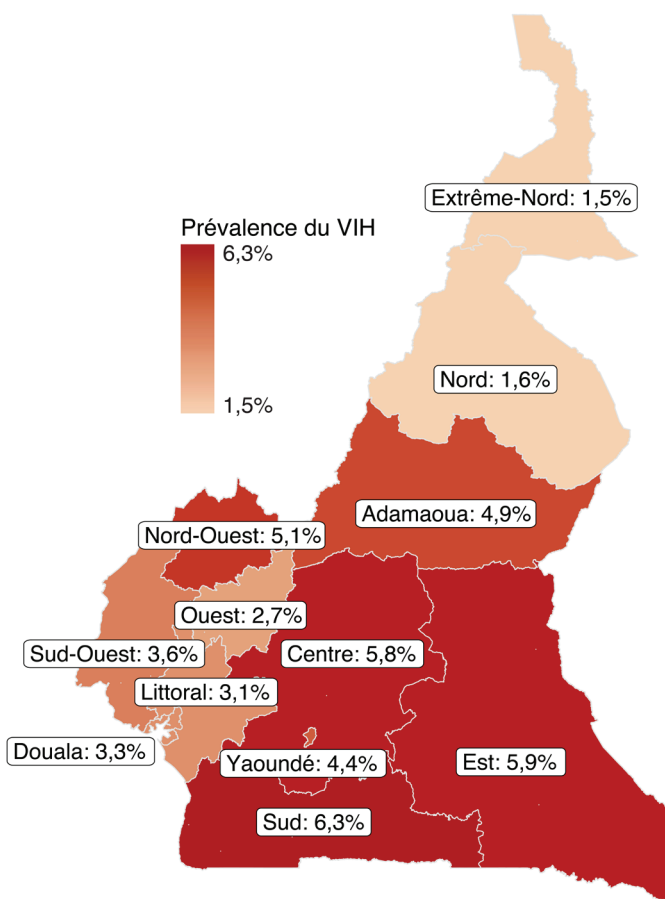 Extrême-Nord: 1,5%
Prévalence du VIH
6,3%
1,5%
Nord: 1,6%
Adamaoua: 4,9%
Nord-Ouest: 5,1%
Ouest: 2,7%
Sud-Ouest: 3,6%
Centre: 5,8%
Littoral: 3,1%
Douala: 3,3%
Yaoundé: 4,4%
Est: 5,9%
Sud: 6,3%